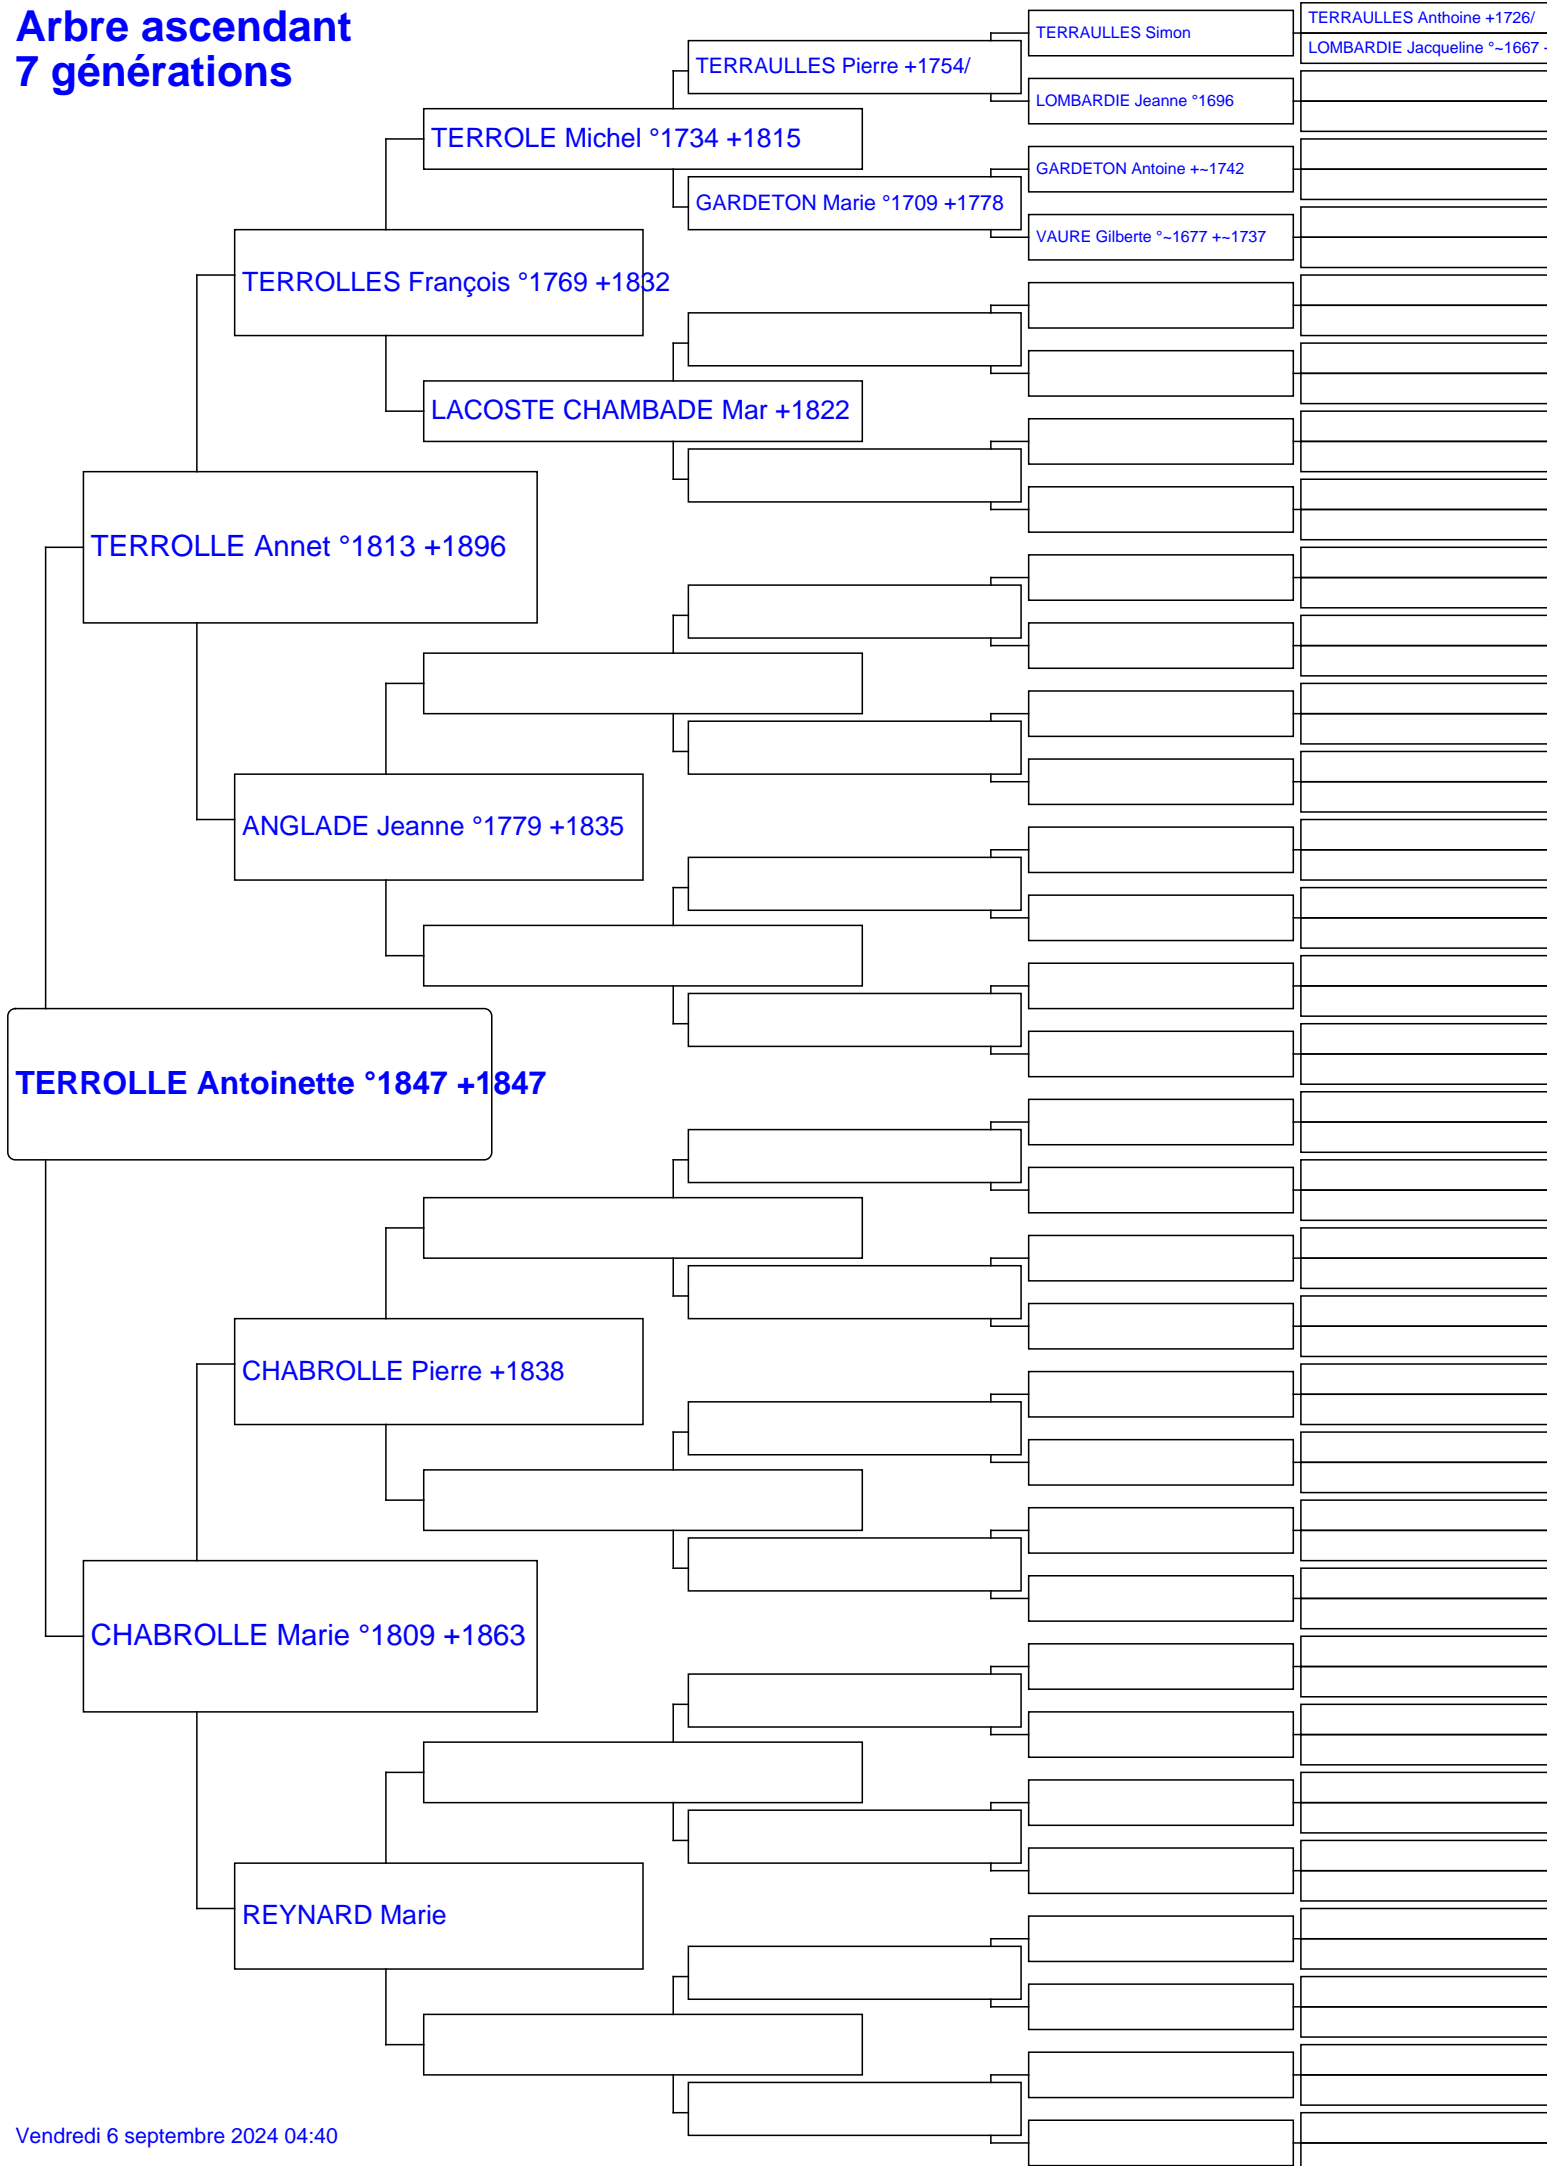 Arbre ascendant
7 générations
TERRAULLES Anthoine +1726/
TERRAULLES Simon
LOMBARDIE Jacqueline °~1667
TERRAULLES Pierre +1754/
LOMBARDIE Jeanne °1696
TERROLE Michel °1734 +1815
GARDETON Antoine +~1742
GARDETON Marie °1709 +1778
VAURE Gilberte °~1677 +~1737
TERROLLES François °1769 +1832
LACOSTE CHAMBADE Mar +1822
TERROLLE Annet °1813 +1896
ANGLADE Jeanne °1779 +1835
TERROLLE Antoinette °1847 +1847
CHABROLLE Pierre +1838
CHABROLLE Marie °1809 +1863
REYNARD Marie
Vendredi 6 septembre 2024 04:40